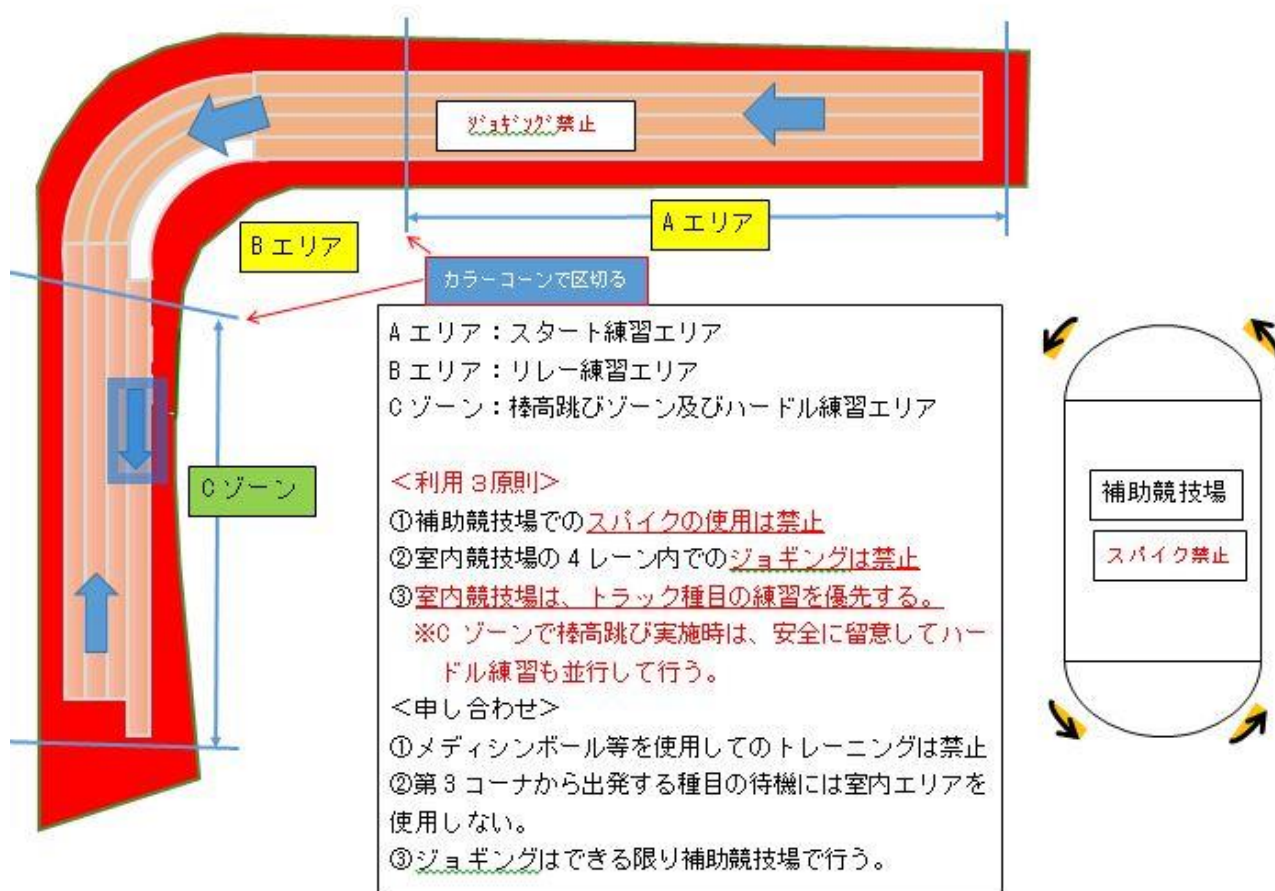 ｼﾞｮｷﾞﾝｸﾞ禁止
Aエリア
Bエリア
カラーコーンで区切る
Cゾーン
Aエリア：スタート練習エリア
Bエリア：リレー練習エリア
Cゾーン：棒高跳びゾーン及びハードル練習エリア
＜利用3原則＞
①補助競技場でのスパイクの使用は禁止
②室内競技場の4レーン内でのジョギングは禁止
③室内競技場は、トラック種目の練習を優先する。
※C ゾーンで棒高跳び実施時は、安全に留意してハー
ドル練習も並行して行う。
＜申し合わせ＞
①メディシンボール等を使用してのトレーニングは禁止
②第3コーナから出発する種目の待機には室内エリアを
使用しない。
③ジョギングはできる限り補助競技場で行う。
補助競技場
スパイク禁止